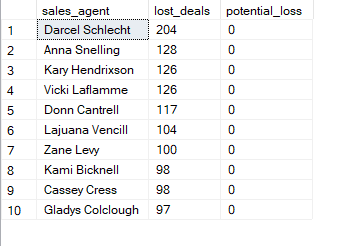 sales_agent lost_deals potential_loss
1 Darcel Schlecht 204 0
2 Anna Snelling 128 0
3 Kary Hendrixson 126 0
4 Vicki Laflamme 126 0
5 Donn Cantrell 117 0
6 Lajuana Vencill 104 0
7 Zane Levy 100 0
8 Kami Bicknell 98 0
9 Cassey Cress 98 0
10 Gladys Colclough 97 0